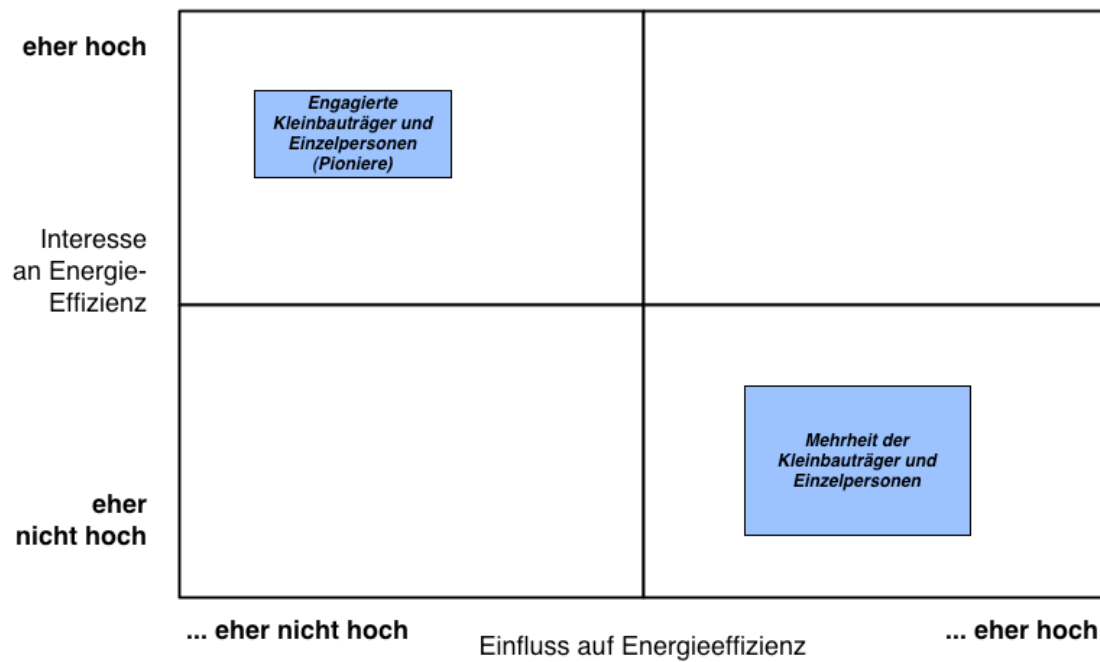 eher hoch
Engagierte
Kleinbauträger und
Einzelpersonen
(Pioniere)
Interesse
an Energie-
Effizienz
Mehrheit der
Kleinbauträger und
Einzelpersonen
eher
nicht hoch
... eher nicht hoch
Einfluss auf Energieeffizienz
... eher hoch